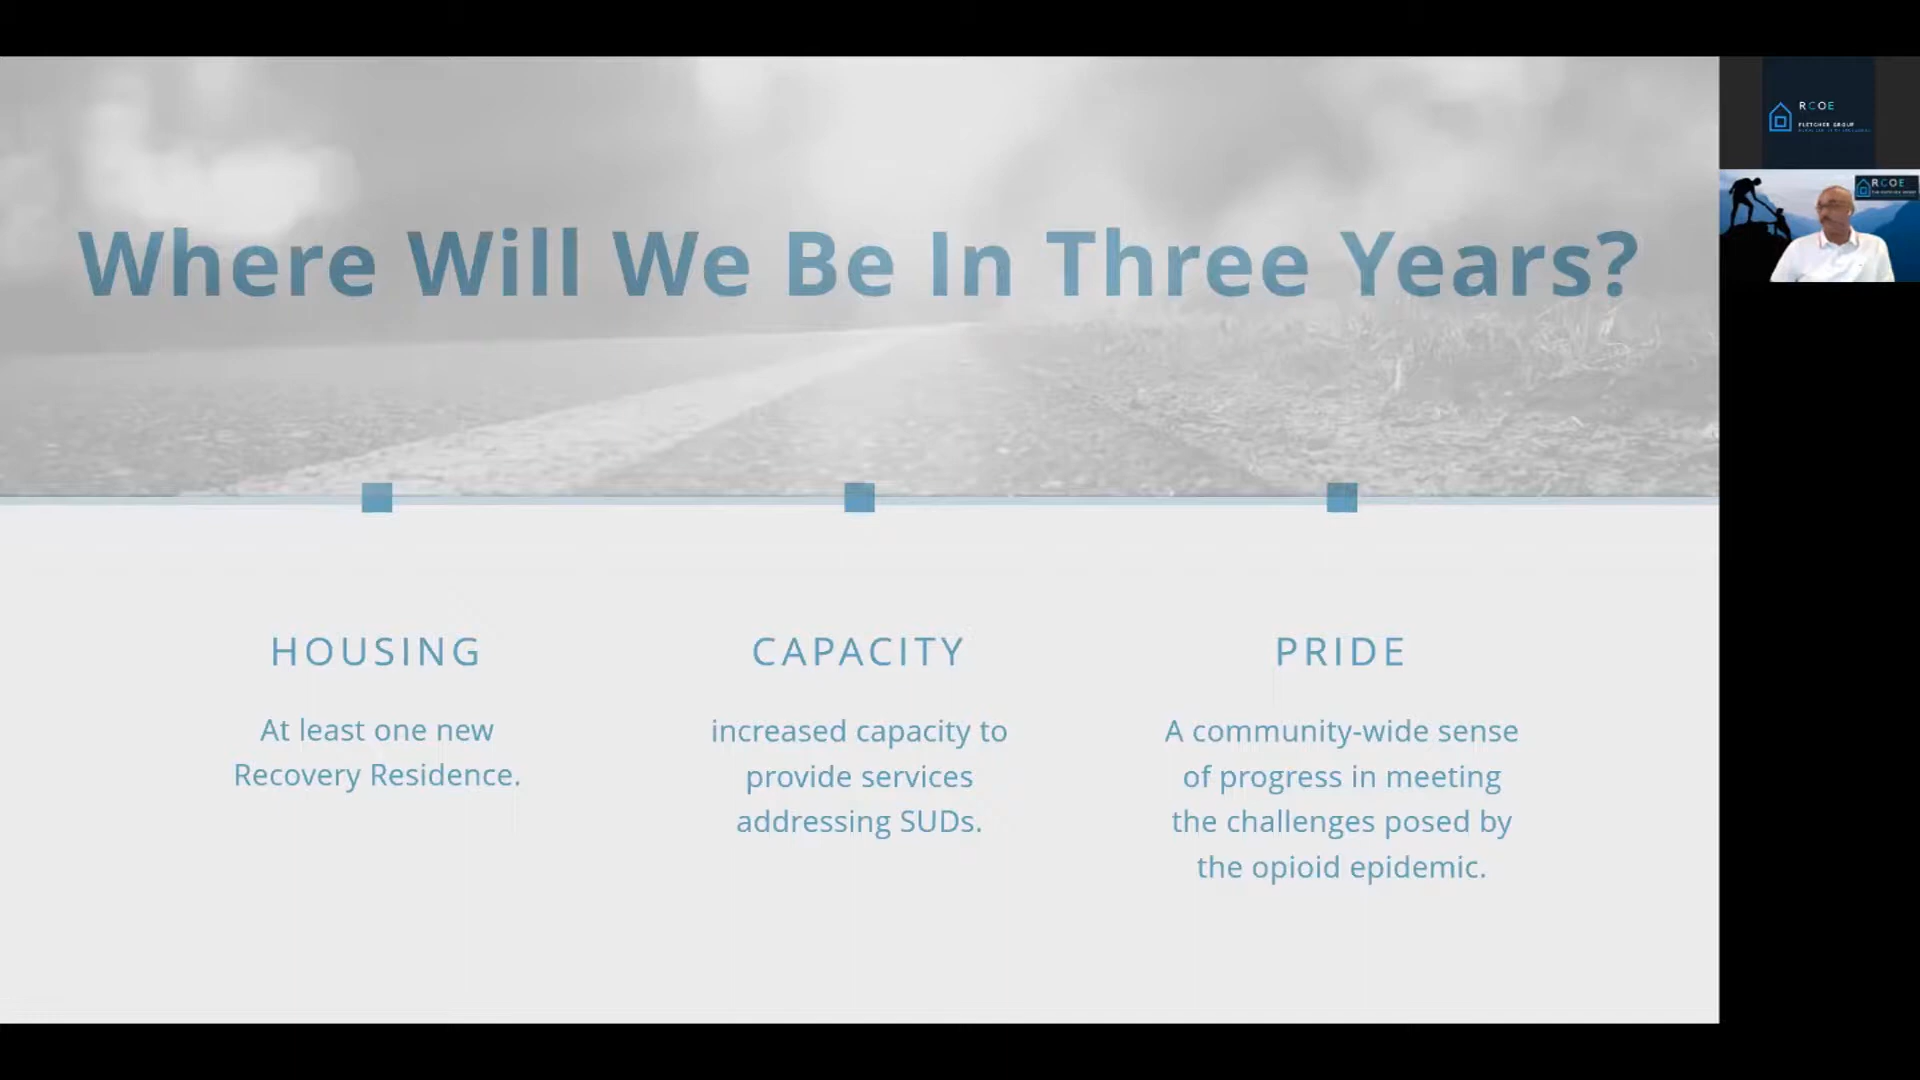 Where Will We Be In Three Years?
HOUSING
At least one new
Recovery Residence.
CAPACITY
increased capacity to
provide services
addressing SUDs.
PRIDE
A community-wide sense
of progress in meeting
the challenges posed by
the opioid epidemic.
RCOE
FLETCHER GROUP
RCOE